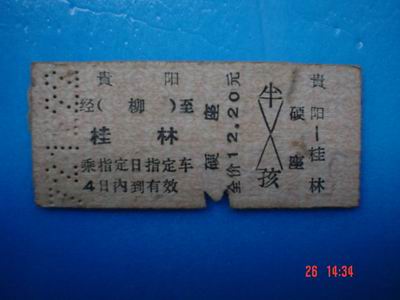 貴阳
经(柳)至
桂林
乘指定日指定车
4日内到有效
硬座
全价12.20元
半
孩
貴阳—桂林
硬座
26 14:34